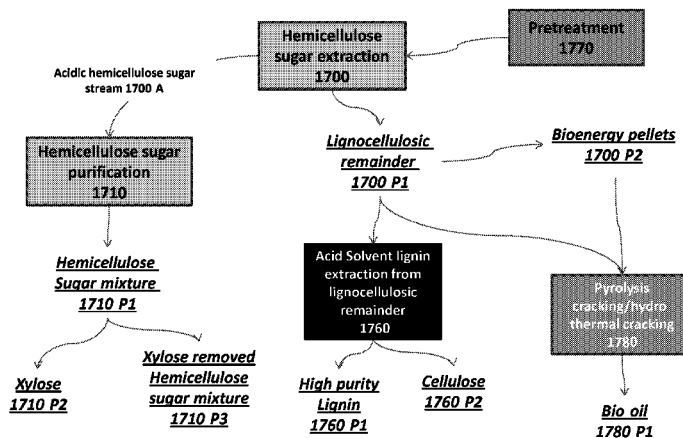 Hemicellulose
sugar extraction
1700
Pretreatment
1770
Acidic hemicellulose sugar
stream 1700 A
Hemicellulose sugar
purification
1710
Lignocellulosic
remainder
1700 P1
Bioenergy pellets
1700 P2
Hemicellulose
Sugar mixture
1710 P1
Acid Solvent lignin
extraction from
lignocellulosic
remainder
1760
Pyrolysis
cracking/hydro
thermal cracking
1780
Xylose
1710 P2
Xylose removed
Hemicellulose
sugar mixture
1710 P3
High purity
Lignin
1760 P1
Cellulose
1760 P2
Bio oil
1780 P1